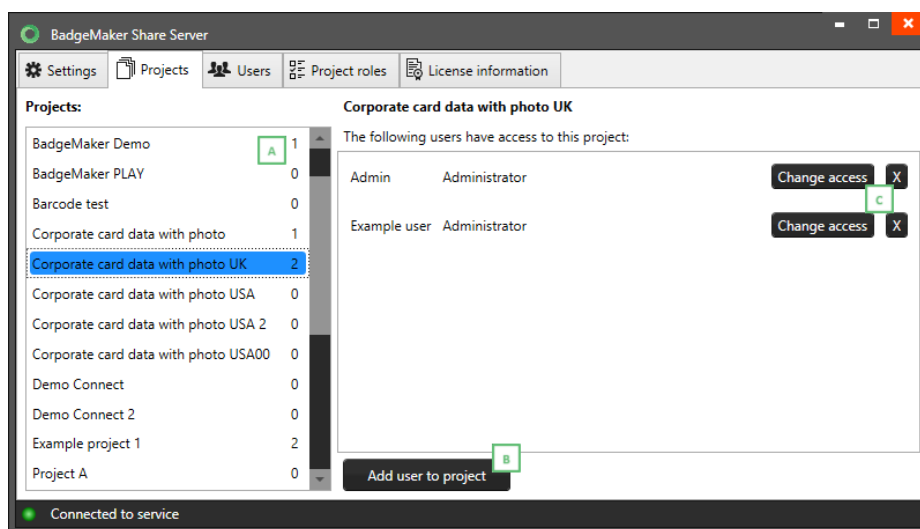 BadgeMaker Share Server
Settings Projects Users Project roles License information
Projects:
BadgeMaker Demo 1
A
BadgeMaker PLAY 0
Barcode test 0
Corporate card data with photo 1
Corporate card data with photo UK 2
Corporate card data with photo USA 0
Corporate card data with photo USA 2 0
Corporate card data with photo USA00 0
Demo Connect 0
Demo Connect 2 0
Example project 1 2
Project A 0
Corporate card data with photo UK
The following users have access to this project:
Admin Administrator Change access X
C
Example user Administrator Change access X
B
Add user to project
Connected to service